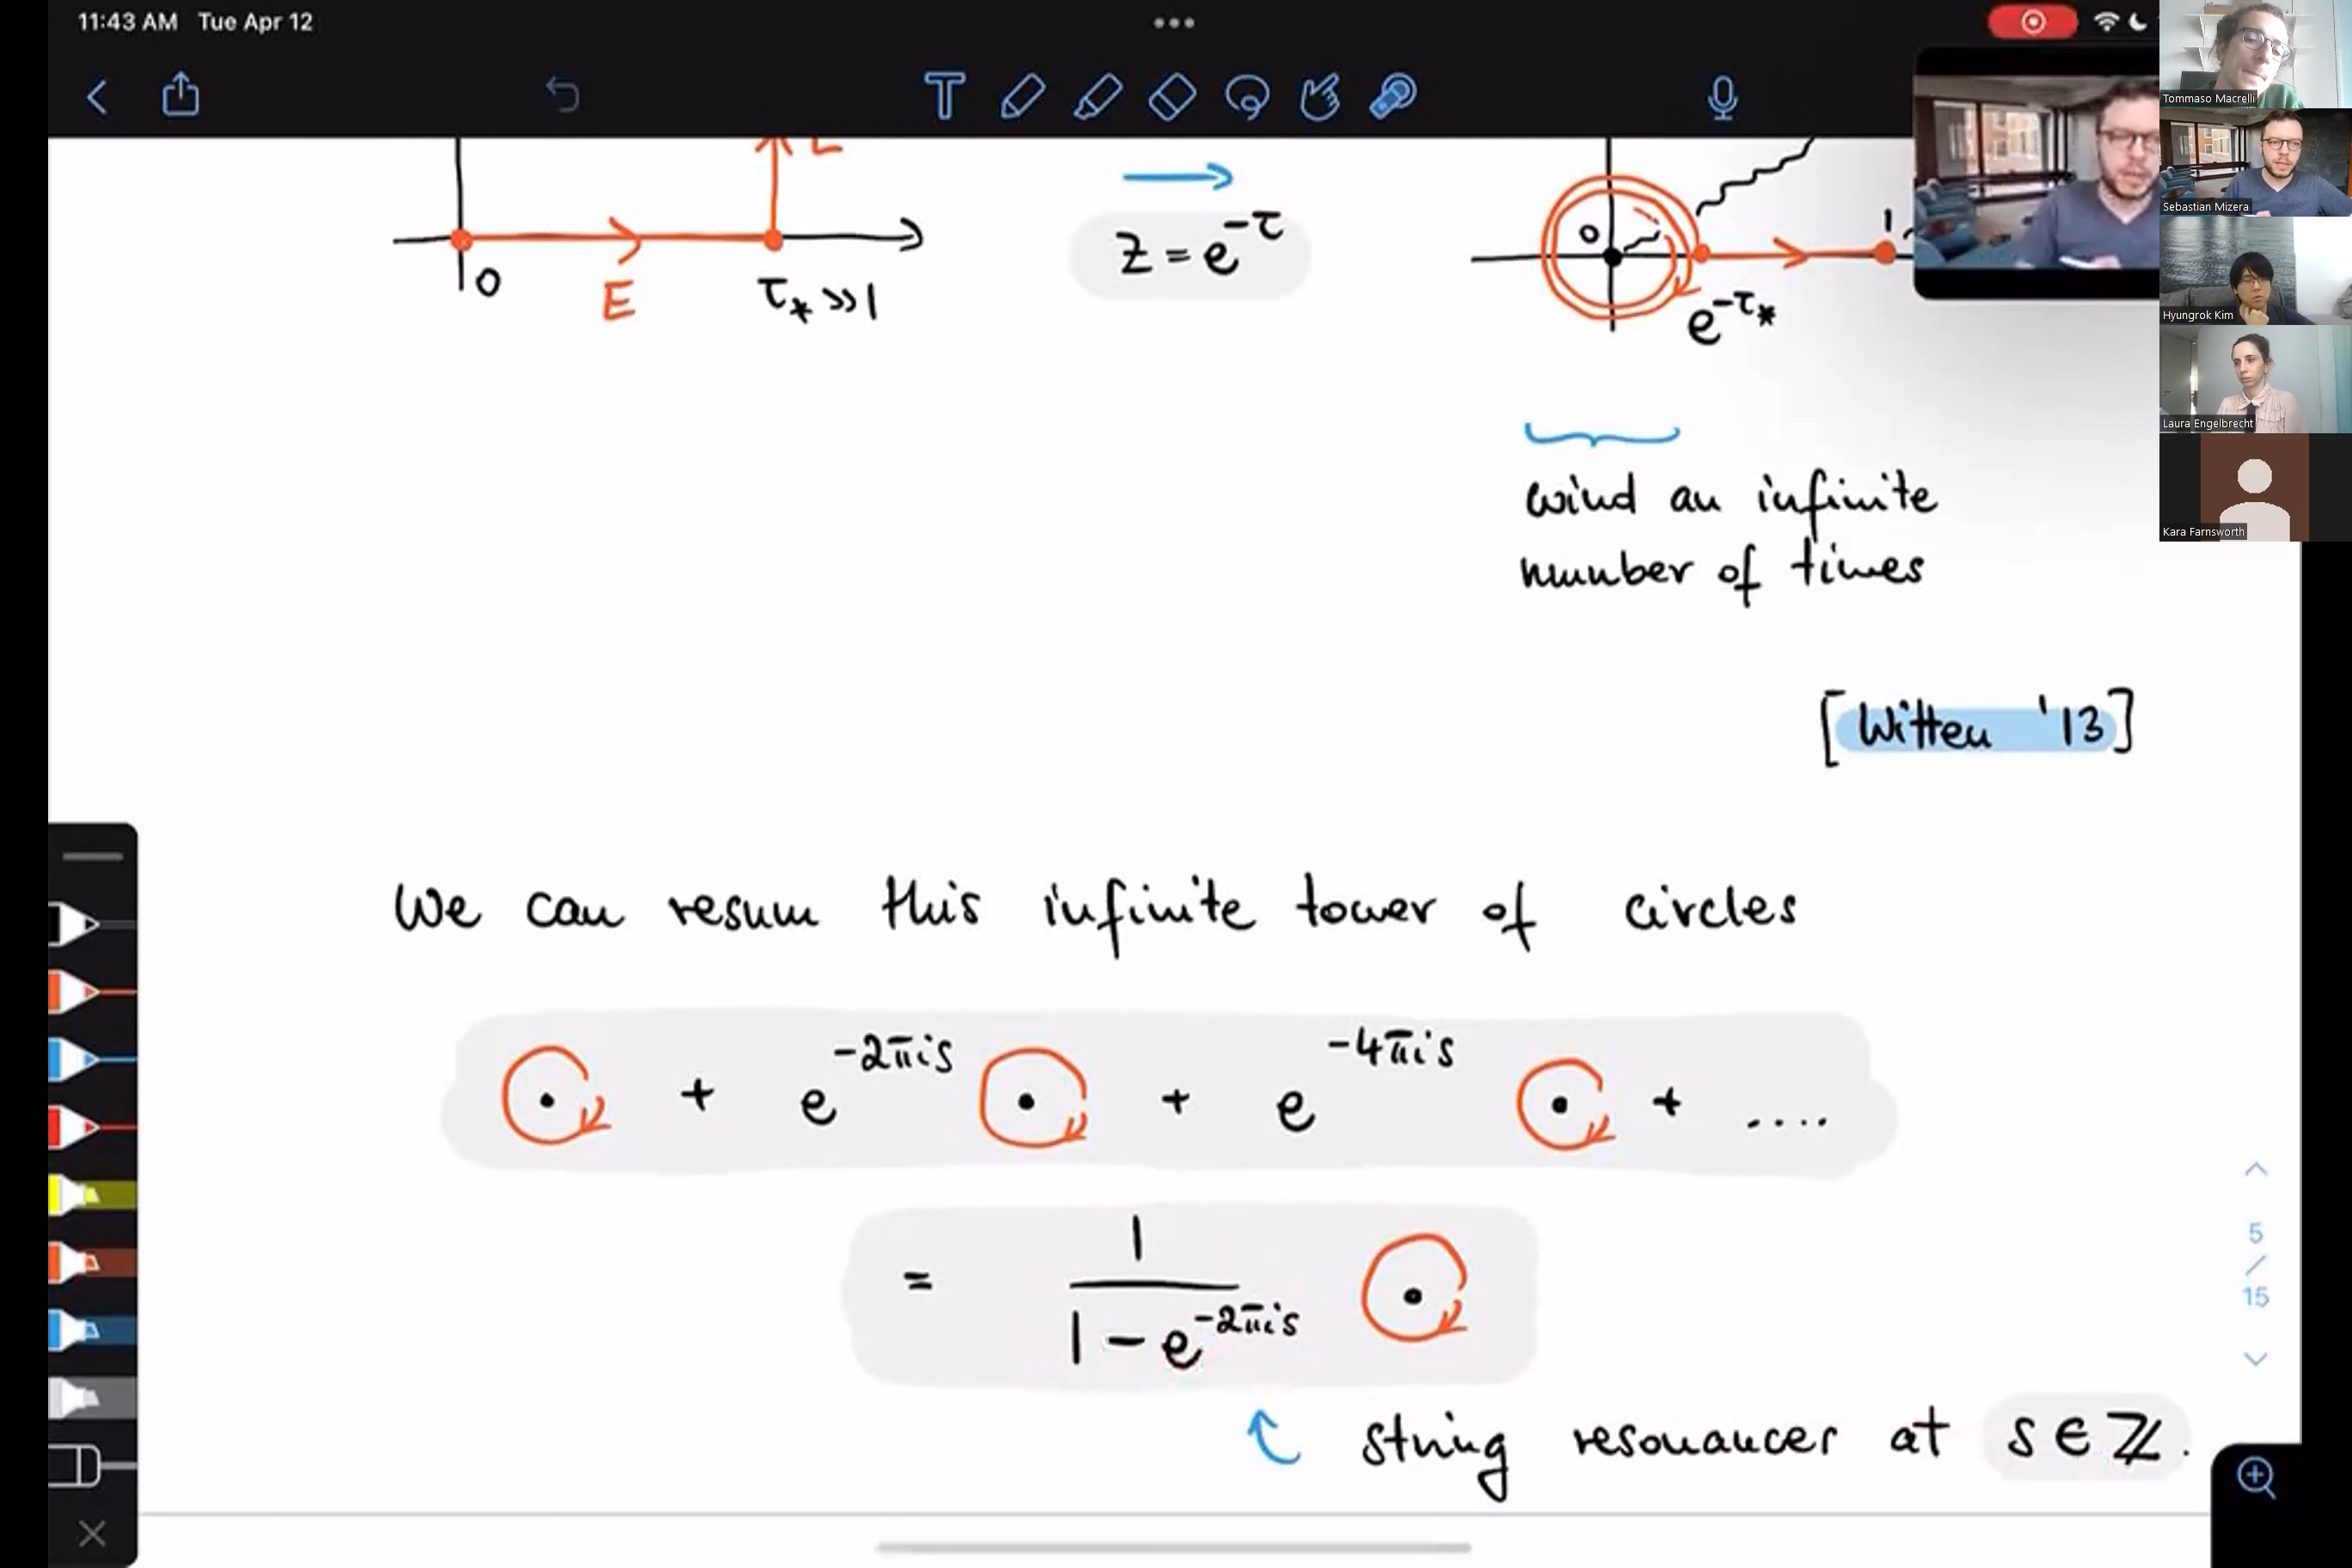 11:43 AM Tue Apr 12
Tommaso Macrelli
Sebastian Mizera
Hyungrok Kim
Laura Engelbrecht
Kara Farnsworth
L
0
E
τ* >>1
z = e^{-τ}
0
1
e^{-τ*}
wind an infinite
number of times
[Witten '13]
We can resum this infinite tower of circles
+ e^{-2πis} + e^{-4πis} + ....
= 1/(1 - e^{-2πis})
string resonances at s ∈ ℤ.
5
/
15